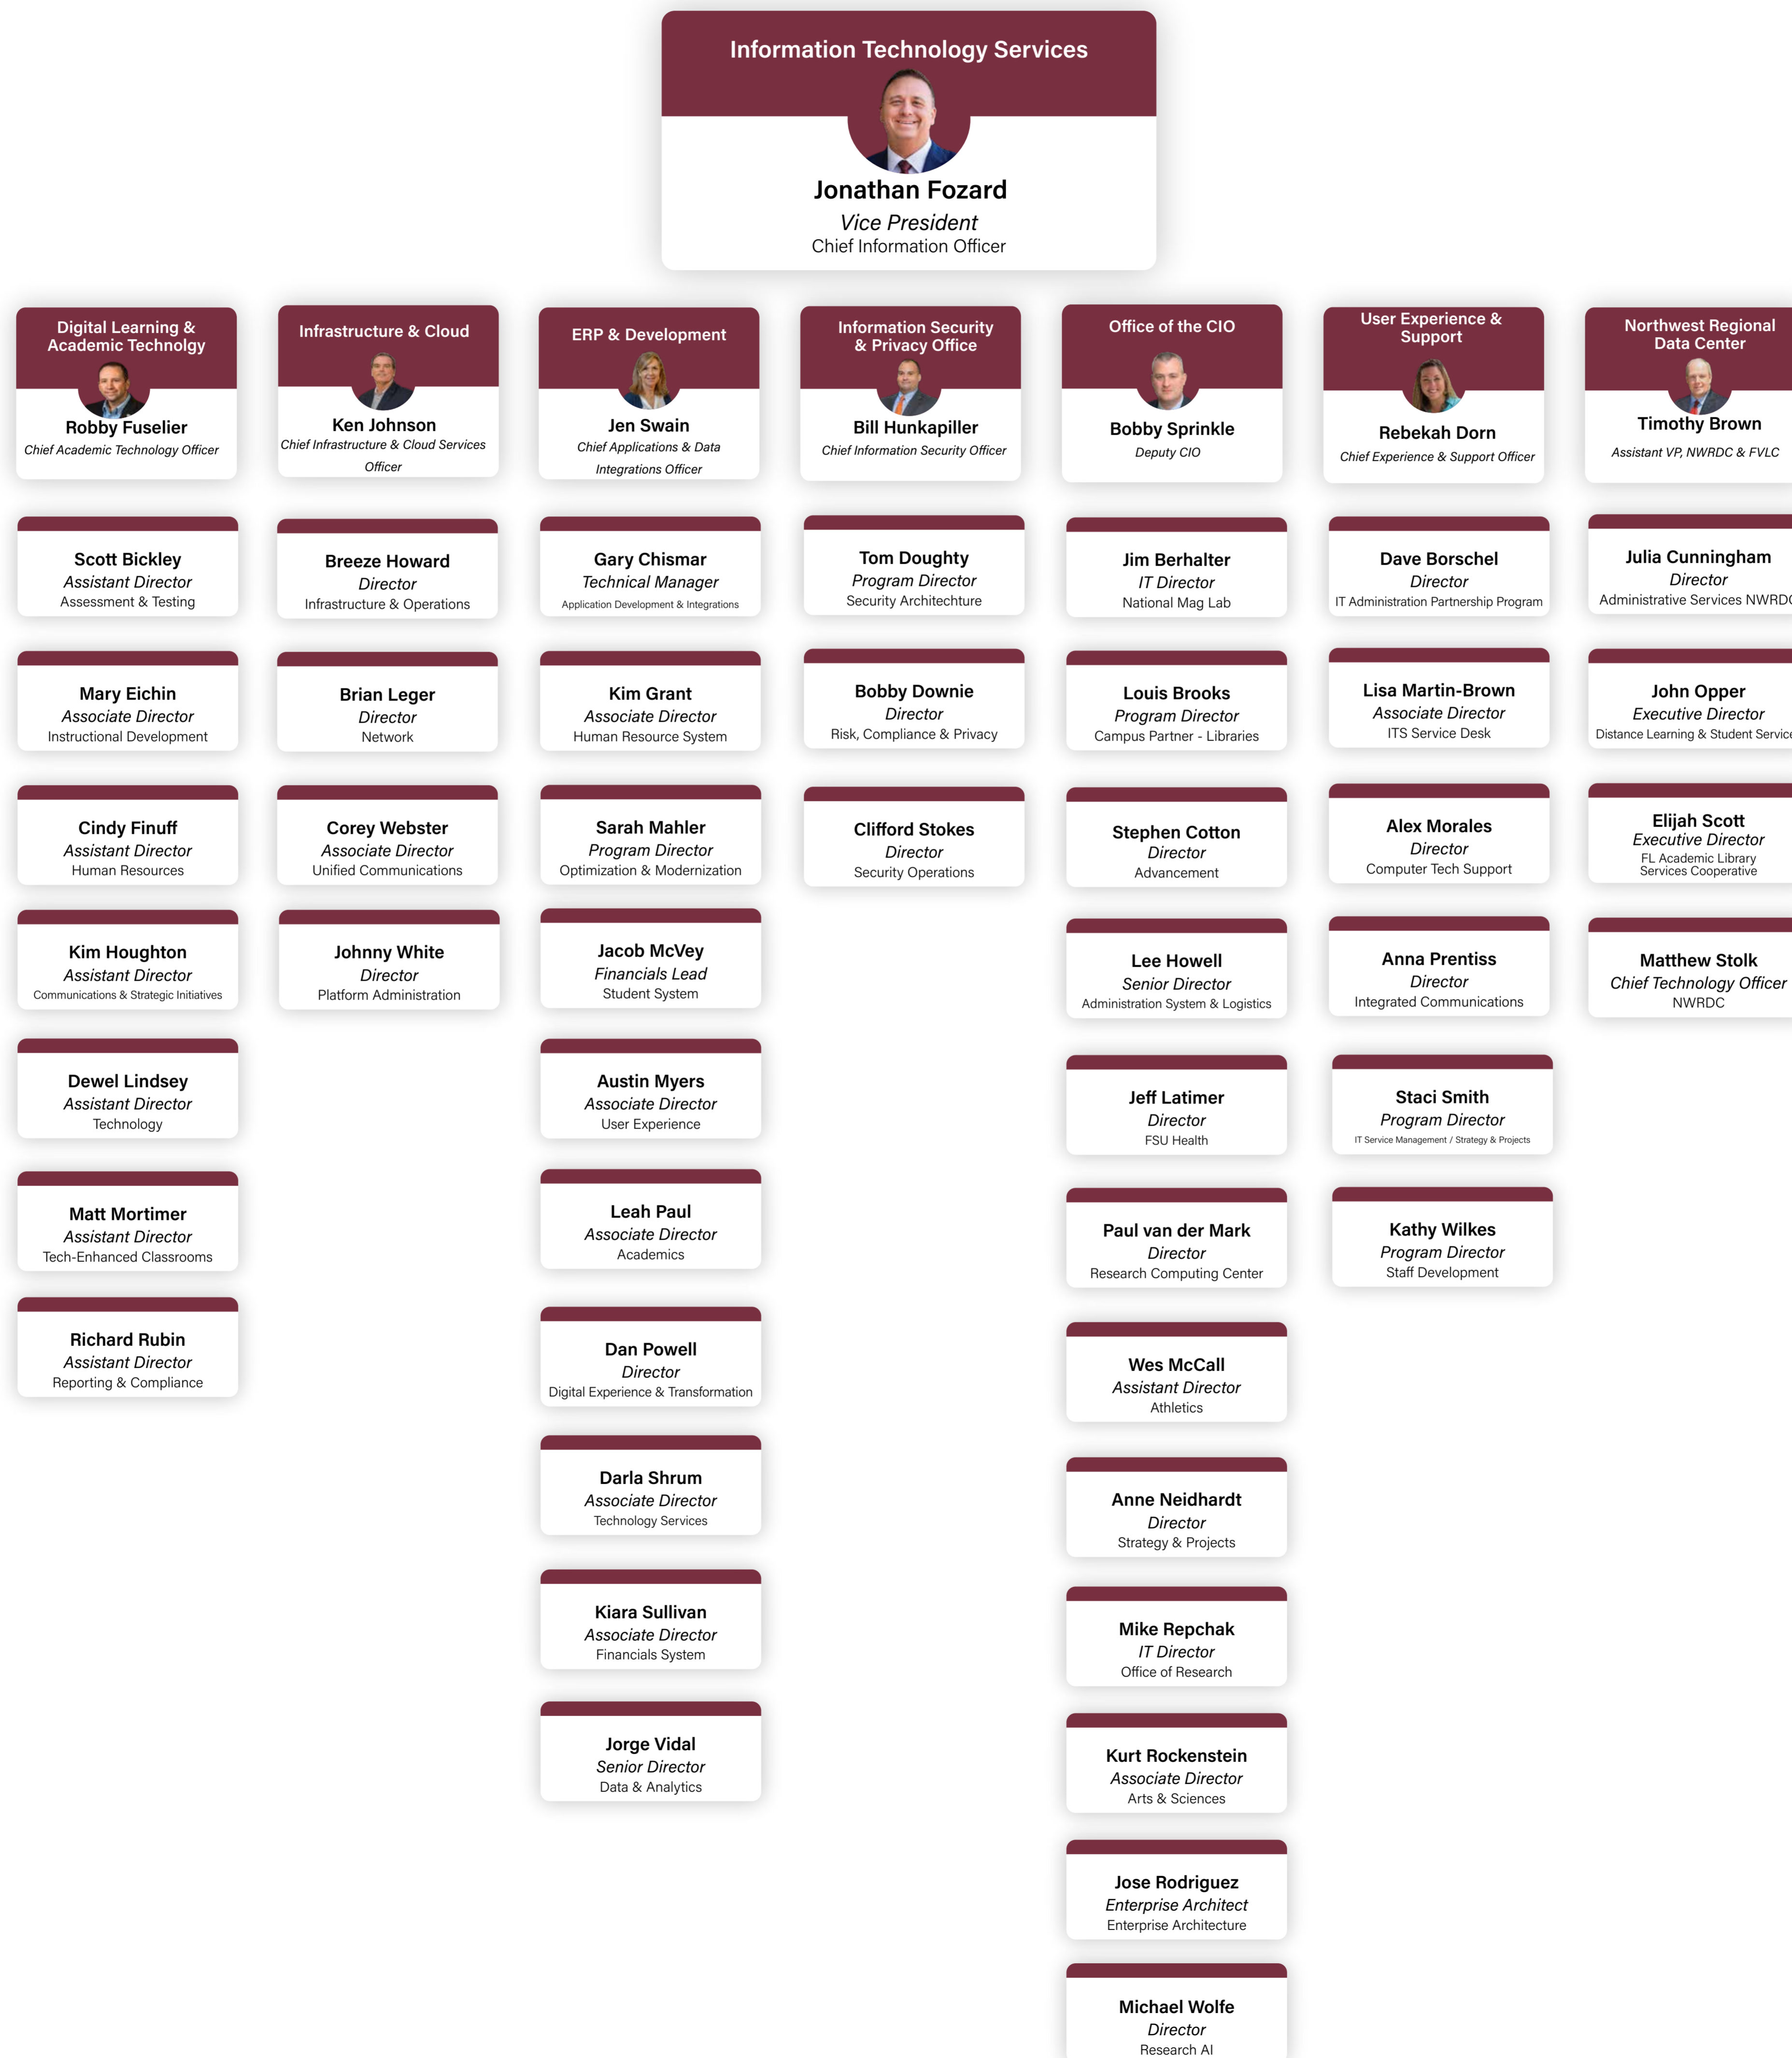 Information Technology Services
Jonathan Fozard
Vice President
Chief Information Officer
Digital Learning &
Academic Technolgy
Robby Fuselier
Chief Academic Technology Officer
Scott Bickley
Assistant Director
Assessment & Testing
Mary Eichin
Associate Director
Instructional Development
Cindy Finuff
Assistant Director
Human Resources
Kim Houghton
Assistant Director
Communications & Strategic Initiatives
Dewel Lindsey
Assistant Director
Technology
Matt Mortimer
Assistant Director
Tech-Enhanced Classrooms
Richard Rubin
Assistant Director
Reporting & Compliance
Infrastructure & Cloud
Ken Johnson
Chief Infrastructure & Cloud Services
Officer
Breeze Howard
Director
Infrastructure & Operations
Brian Leger
Director
Network
Corey Webster
Associate Director
Unified Communications
Johnny White
Director
Platform Administration
ERP & Development
Jen Swain
Chief Applications & Data
Integrations Officer
Gary Chismar
Technical Manager
Application Development & Integrations
Kim Grant
Associate Director
Human Resource System
Sarah Mahler
Program Director
Optimization & Modernization
Jacob McVey
Financials Lead
Student System
Austin Myers
Associate Director
User Experience
Leah Paul
Associate Director
Academics
Dan Powell
Director
Digital Experience & Transformation
Darla Shrum
Associate Director
Technology Services
Kiara Sullivan
Associate Director
Financials System
Jorge Vidal
Senior Director
Data & Analytics
Information Security
& Privacy Office
Bill Hunkapiller
Chief Information Security Officer
Tom Doughty
Program Director
Security Architechture
Bobby Downie
Director
Risk, Compliance & Privacy
Clifford Stokes
Director
Security Operations
Office of the CIO
Bobby Sprinkle
Deputy CIO
Jim Berhalter
IT Director
National Mag Lab
Louis Brooks
Program Director
Campus Partner - Libraries
Stephen Cotton
Director
Advancement
Lee Howell
Senior Director
Administration System & Logistics
Jeff Latimer
Director
FSU Health
Paul van der Mark
Director
Research Computing Center
Wes McCall
Assistant Director
Athletics
Anne Neidhardt
Director
Strategy & Projects
Mike Repchak
IT Director
Office of Research
Kurt Rockenstein
Associate Director
Arts & Sciences
Jose Rodriguez
Enterprise Architect
Enterprise Architecture
Michael Wolfe
Director
Research AI
User Experience &
Support
Rebekah Dorn
Chief Experience & Support Officer
Dave Borschel
Director
IT Administration Partnership Program
Lisa Martin-Brown
Associate Director
ITS Service Desk
Alex Morales
Director
Computer Tech Support
Anna Prentiss
Director
Integrated Communications
Staci Smith
Program Director
IT Service Management / Strategy & Projects
Kathy Wilkes
Program Director
Staff Development
Northwest Regional
Data Center
Timothy Brown
Assistant VP, NWRDC & FVLC
Julia Cunningham
Director
Administrative Services NWRDC
John Opper
Executive Director
Distance Learning & Student Service
Elijah Scott
Executive Director
FL Academic Library
Services Cooperative
Matthew Stolk
Chief Technology Officer
NWRDC